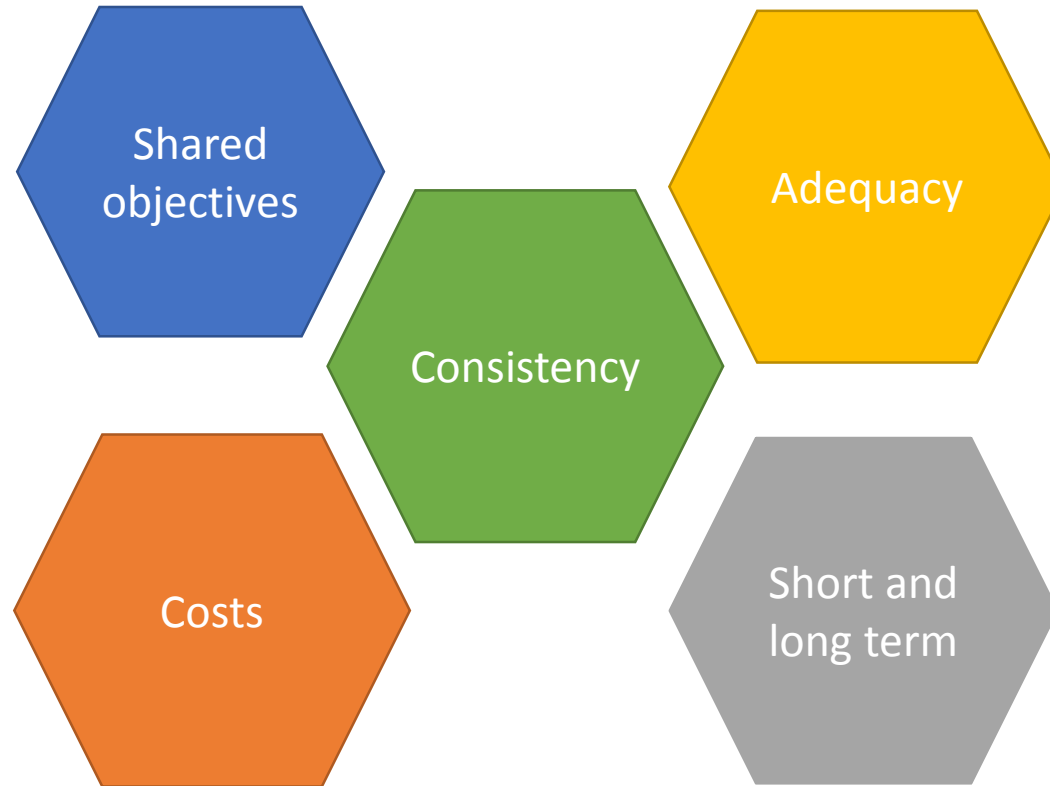 Shared
objectives
Adequacy
Consistency
Costs
Short and
long term